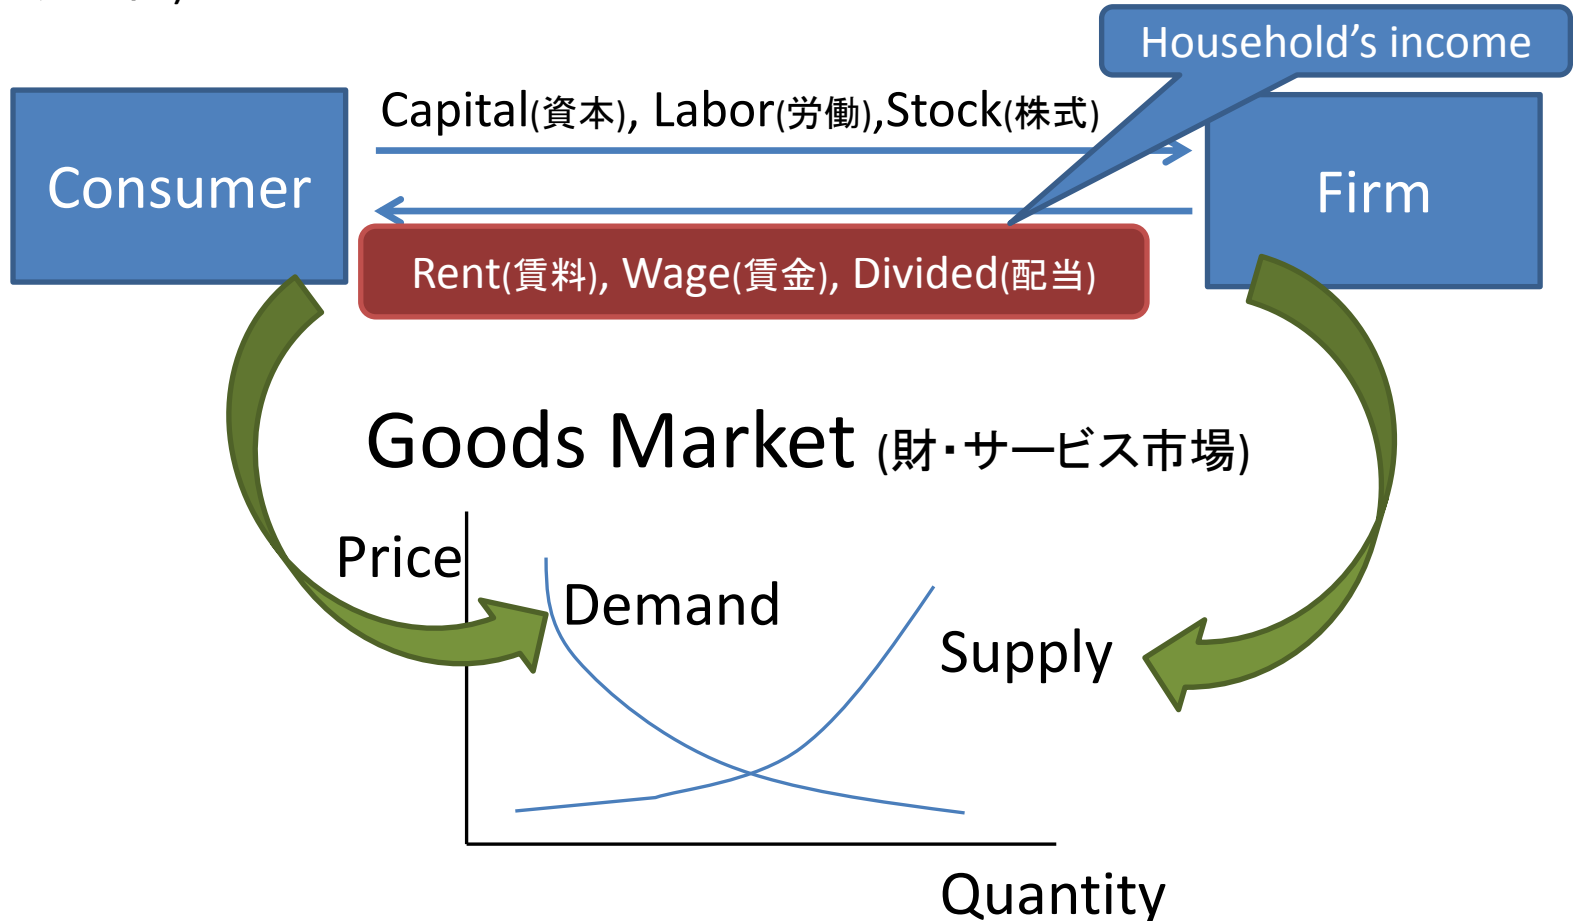 Household's income
Capital(資本), Labor(労働),Stock(株式)
Consumer
Firm
Rent(賃料), Wage(賃金), Divided(配当)
Goods Market (財・サービス市場)
Price
Demand
Supply
Quantity